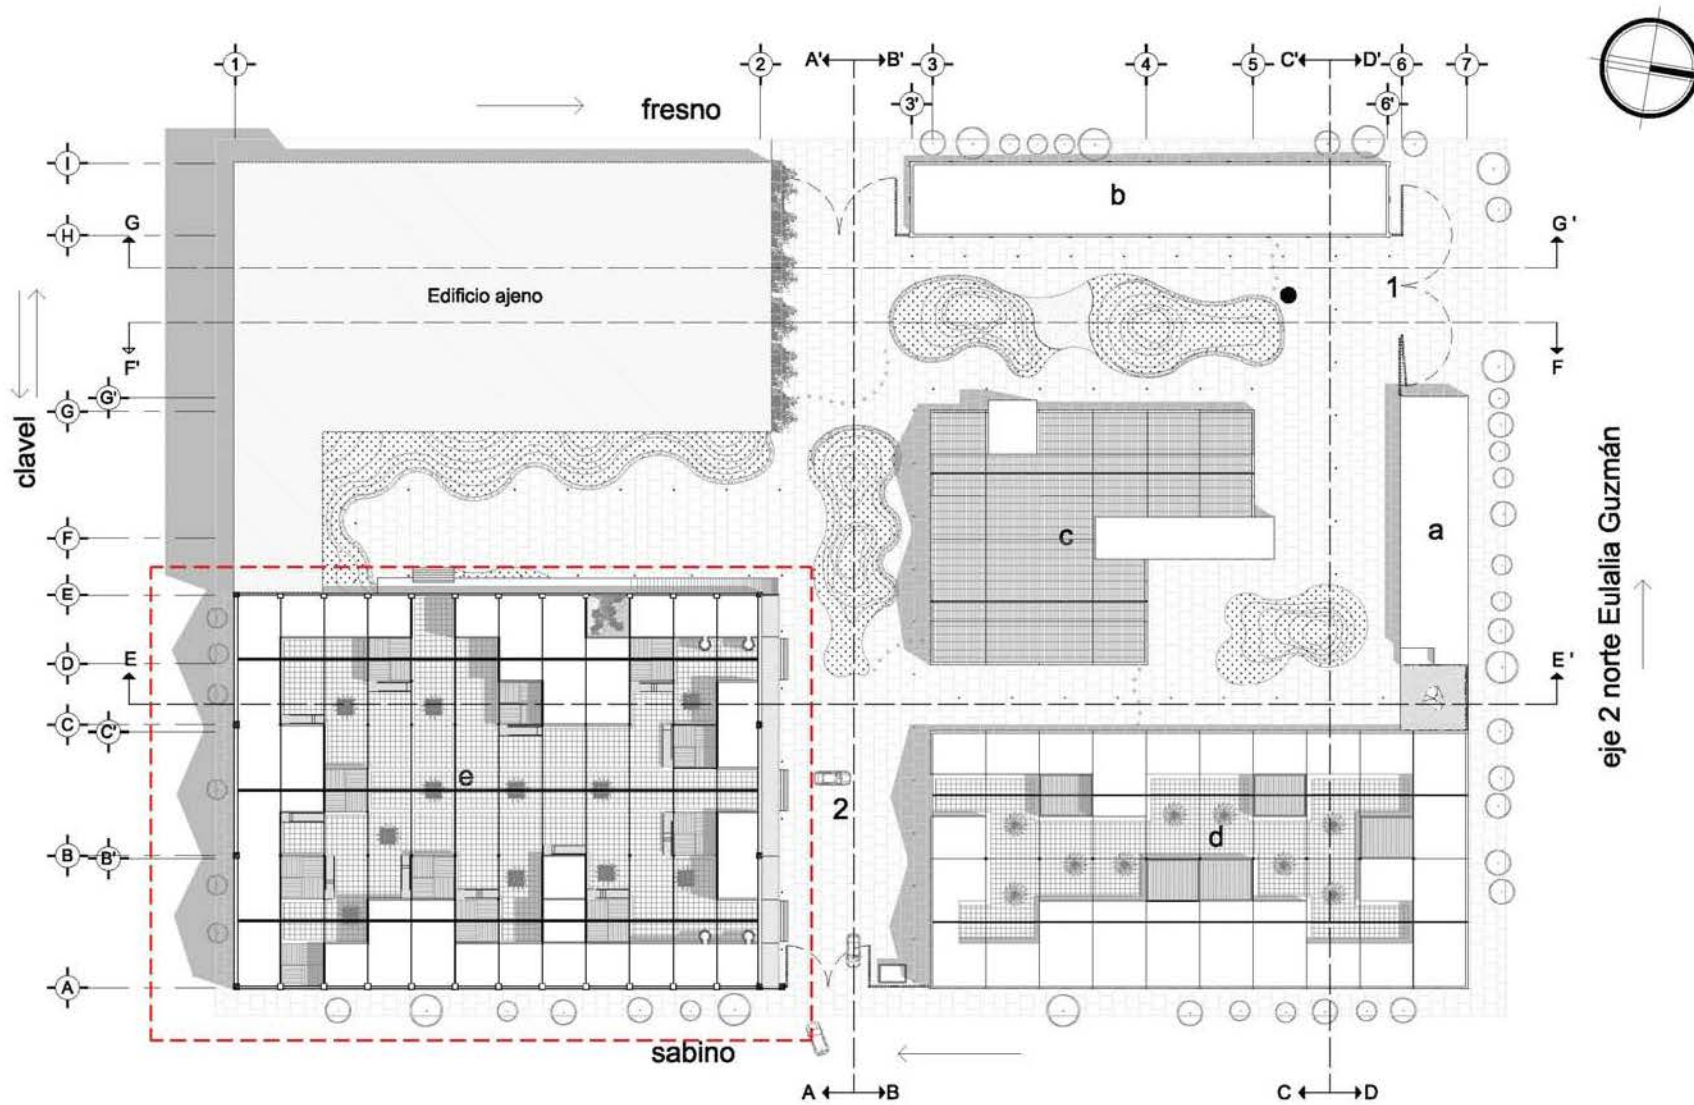 1
2
A' B'
3
4
5
C' D'
6
7
3'
6'
fresno
I
H
G
G'
F'
F
G'
G
F
E
D
E
E'
C
C'
B
B'
A
b
1
Edificio ajeno
clavel
c
a
eje 2 norte Eulalia Guzmán
e
2
d
sabino
A B
C D